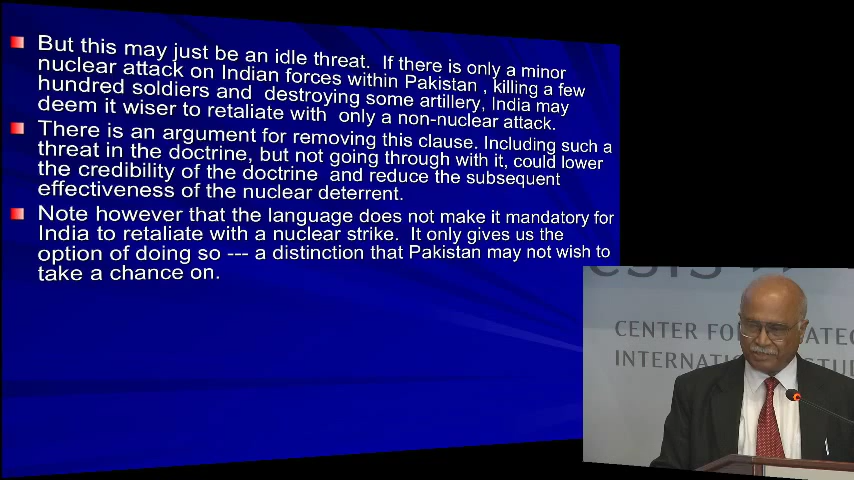 But this may just be an idle threat. If there is only a minor
nuclear attack on Indian forces within Pakistan , killing a few
hundred soldiers and destroying some artillery, India may
deem it wiser to retaliate with only a non-nuclear attack.
There is an argument for removing this clause. Including such a
threat in the doctrine, but not going through with it, could lower
the credibility of the doctrine and reduce the subsequent
effectiveness of the nuclear deterrent.
Note however that the language does not make it mandatory for
India to retaliate with a nuclear strike. It only gives us the
option of doing so --- a distinction that Pakistan may not wish to
take a chance on.
CSIS
CENTER FO ATEG
INTERNATI STUD